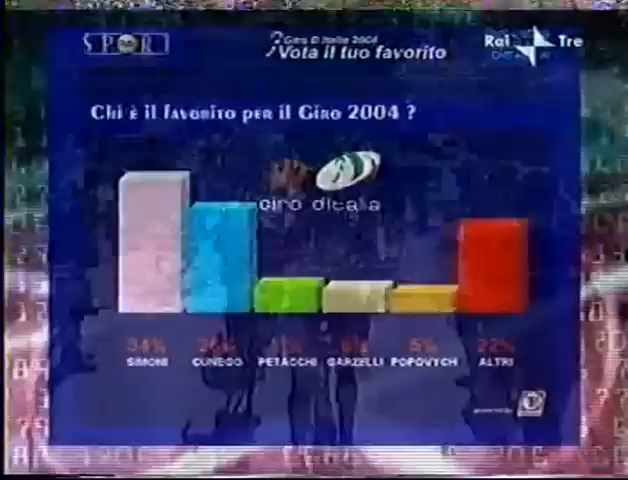 SPORT
Giro D'Italia 2004
Vota il tuo favorito
Rai Tre
Chi è il favorito per il Giro 2004 ?
Giro d'Italia
34%
5%
22%
SIMONI
CUNEGO
PETACCHI
GARZELLI
POPOVYCH
ALTRI